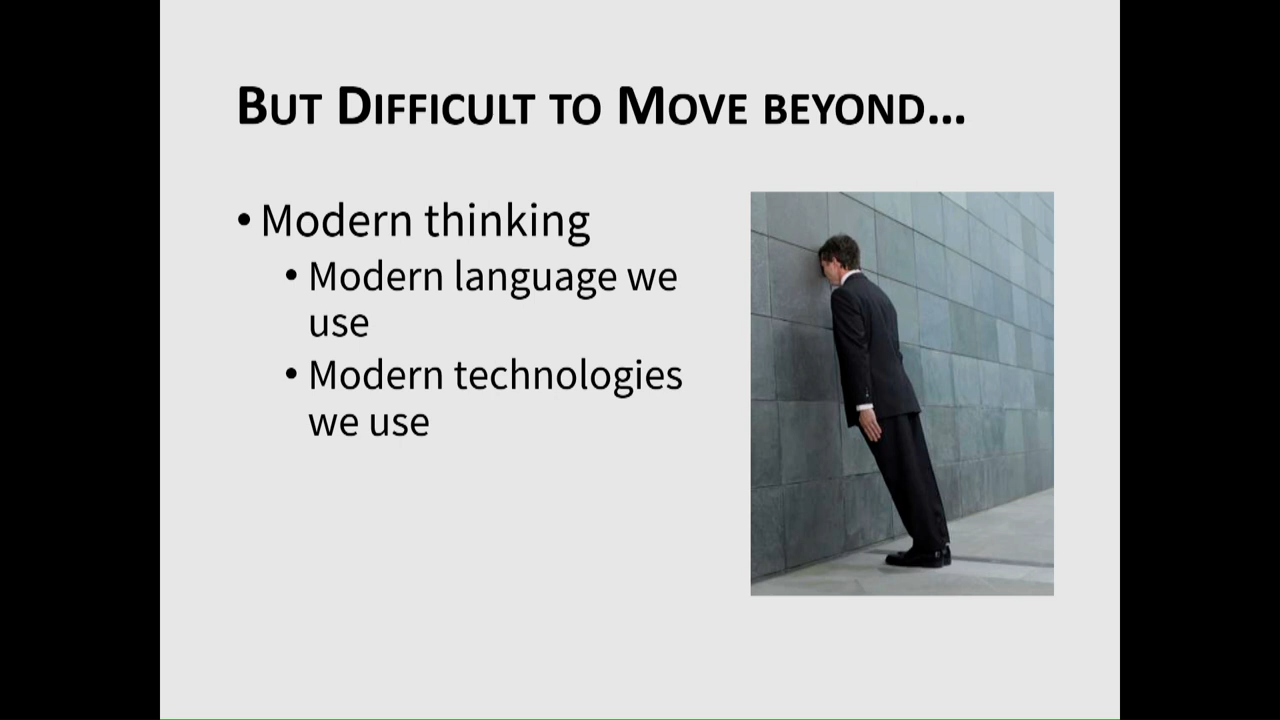 But Difficult to Move beyond...
• Modern thinking
• Modern language we
use
• Modern technologies
we use